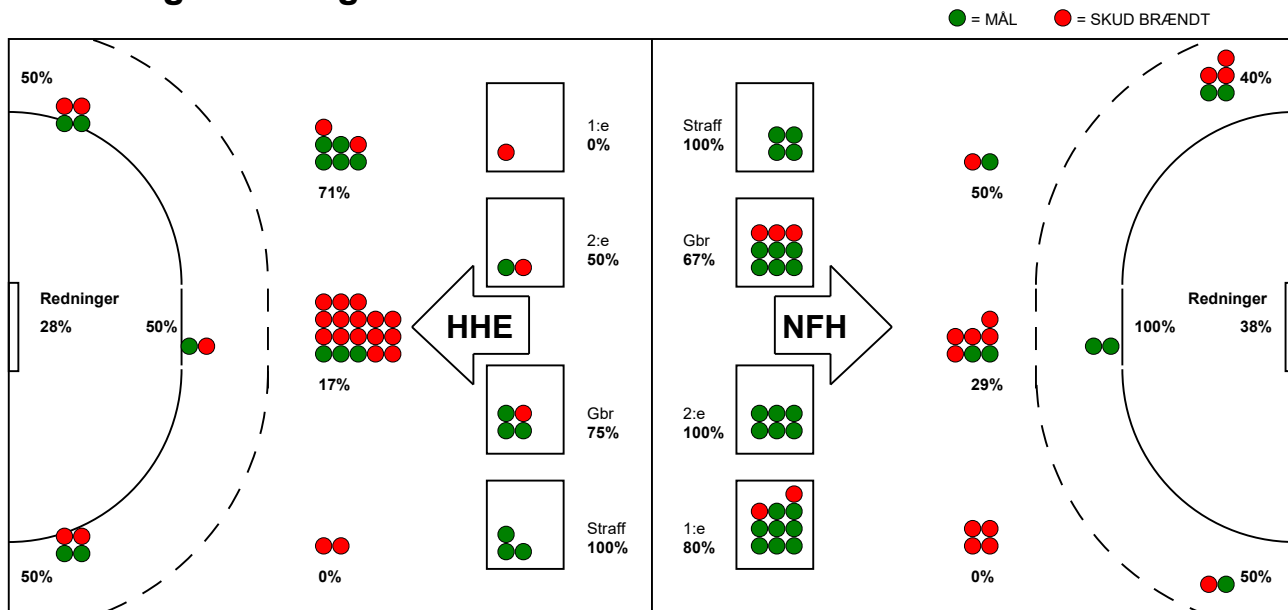 = MÅL
= SKUD BRÆNDT
50%
71%
1:e
0%
2:e
50%
Redninger
28%
50%
HHE
17%
Gbr
75%
Straff
100%
50%
0%
Straff
100%
Gbr
67%
NFH
2:e
100%
1:e
80%
40%
50%
Redninger
100%
38%
29%
0%
50%